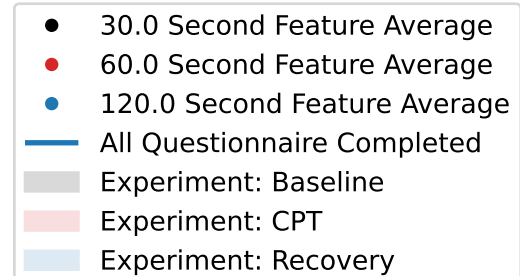 30.0 Second Feature Average
60.0 Second Feature Average
120.0 Second Feature Average
All Questionnaire Completed
Experiment: Baseline
Experiment: CPT
Experiment: Recovery